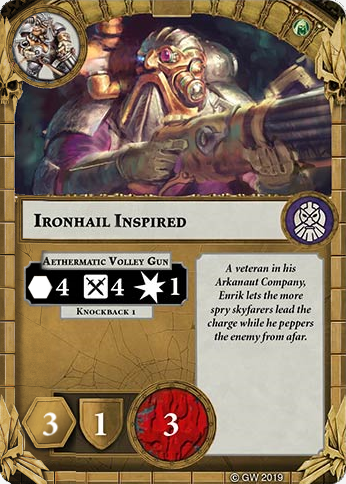 Ironhail Inspired
Aethermatic Volley Gun
4 4 1
Knockback 1
A veteran in his
Arkanaut Company,
Enrik lets the more
spry skyfarers lead the
charge while he peppers
the enemy from afar.
3 1 3
© GW 2019